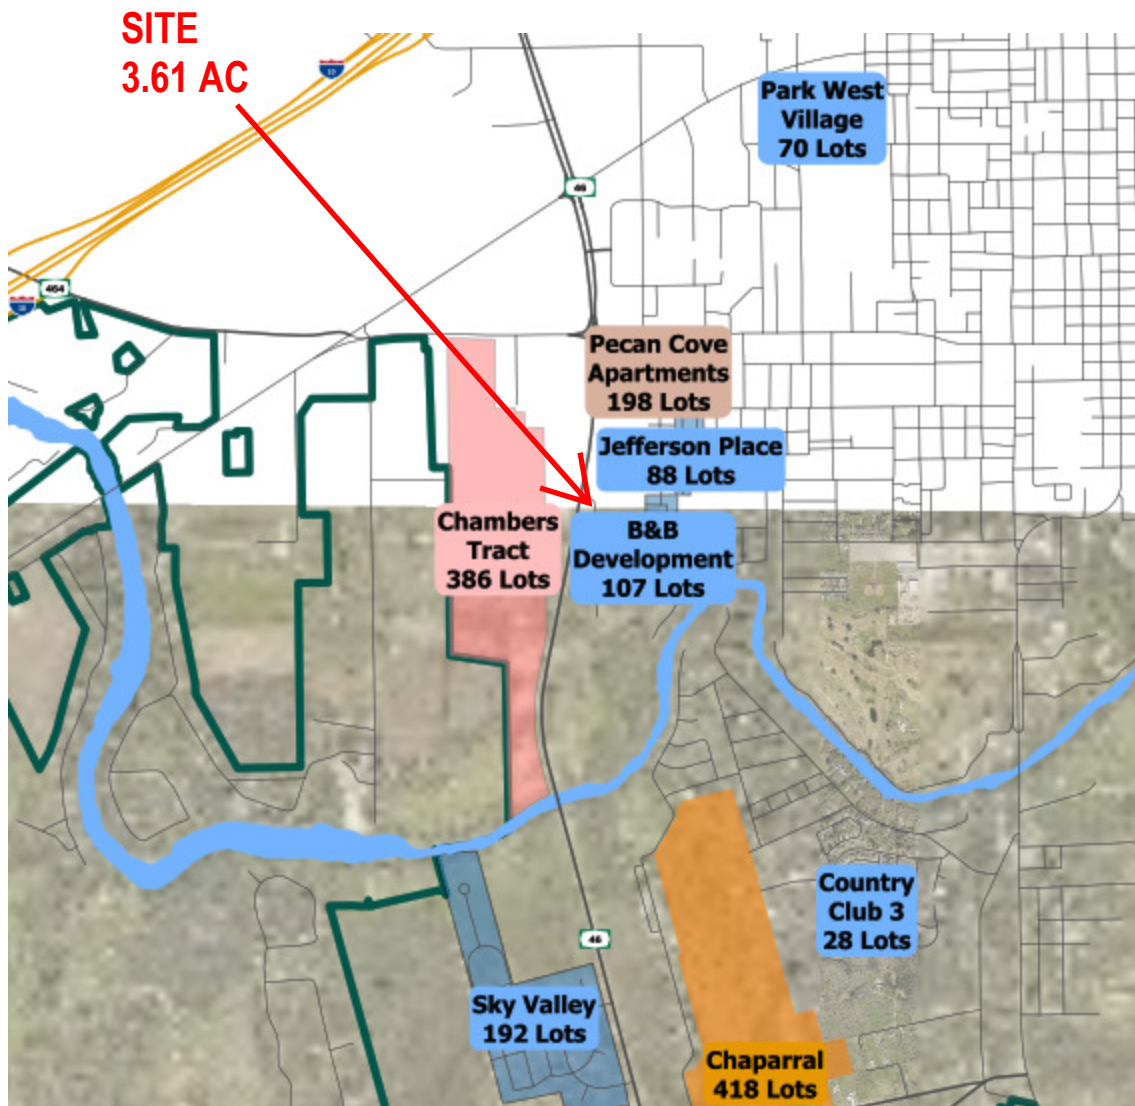 SITE
3.61 AC
10
Park West
Village
70 Lots
46
464
10
Pecan Cove
Apartments
198 Lots
Jefferson Place
88 Lots
Chambers
Tract
386 Lots
B&B
Development
107 Lots
Country
Club 3
28 Lots
46
Sky Valley
192 Lots
Chaparral
418 Lots